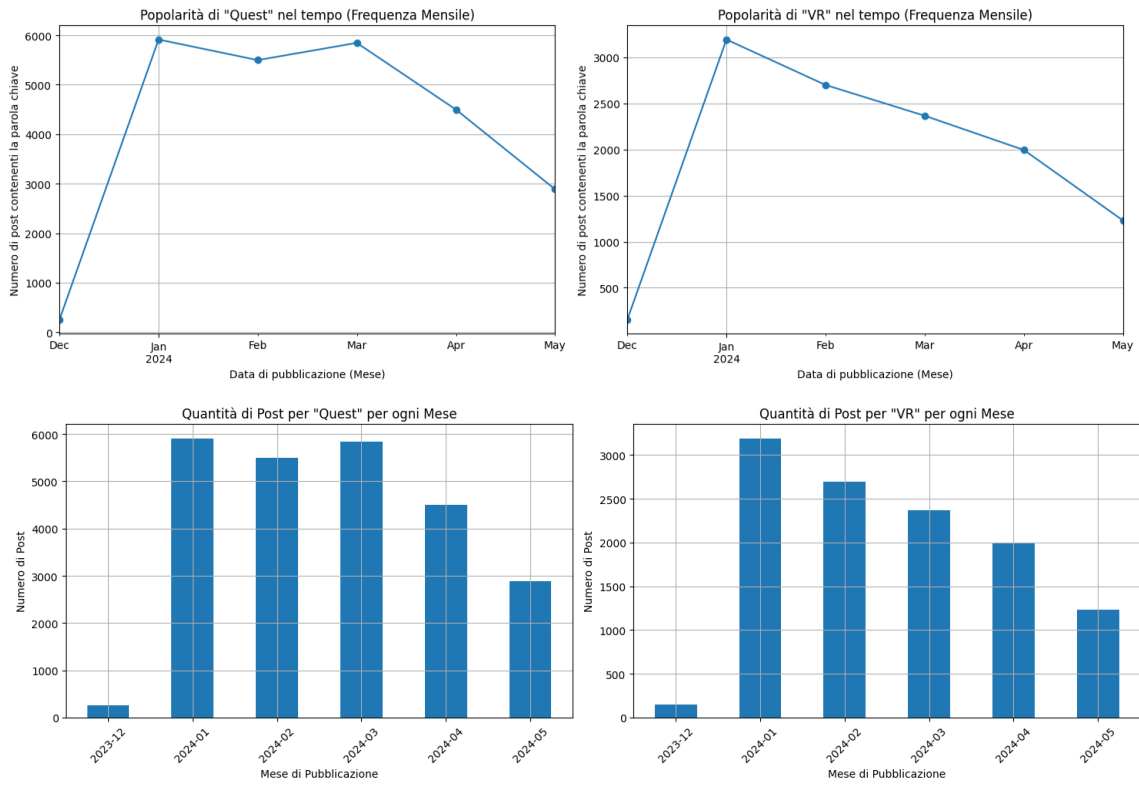 Popolarità di "Quest" nel tempo (Frequenza Mensile)
Numero di post contenenti la parola chiave
6000
5000
4000
3000
2000
1000
0
Dec
Jan
2024
Feb
Mar
Apr
May
Data di pubblicazione (Mese)
Popolarità di "VR" nel tempo (Frequenza Mensile)
Numero di post contenenti la parola chiave
3000
2500
2000
1500
1000
500
Dec
Jan
2024
Feb
Mar
Apr
May
Data di pubblicazione (Mese)
Quantità di Post per "Quest" per ogni Mese
Numero di Post
6000
5000
4000
3000
2000
1000
0
2023-12
2024-01
2024-02
2024-03
2024-04
2024-05
Mese di Pubblicazione
Quantità di Post per "VR" per ogni Mese
Numero di Post
3000
2500
2000
1500
1000
500
0
2023-12
2024-01
2024-02
2024-03
2024-04
2024-05
Mese di Pubblicazione